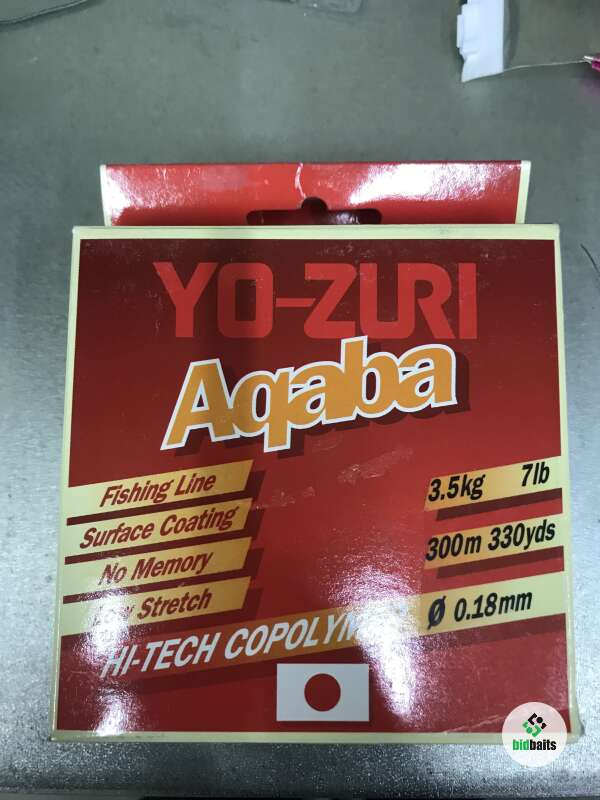 YO-ZURI
Aqaba
Fishing Line
Surface Coating
No Memory
Stretch
HI-TECH
3.5kg 7lb
300m 330yds
Ø 0.18mm
bidbaits